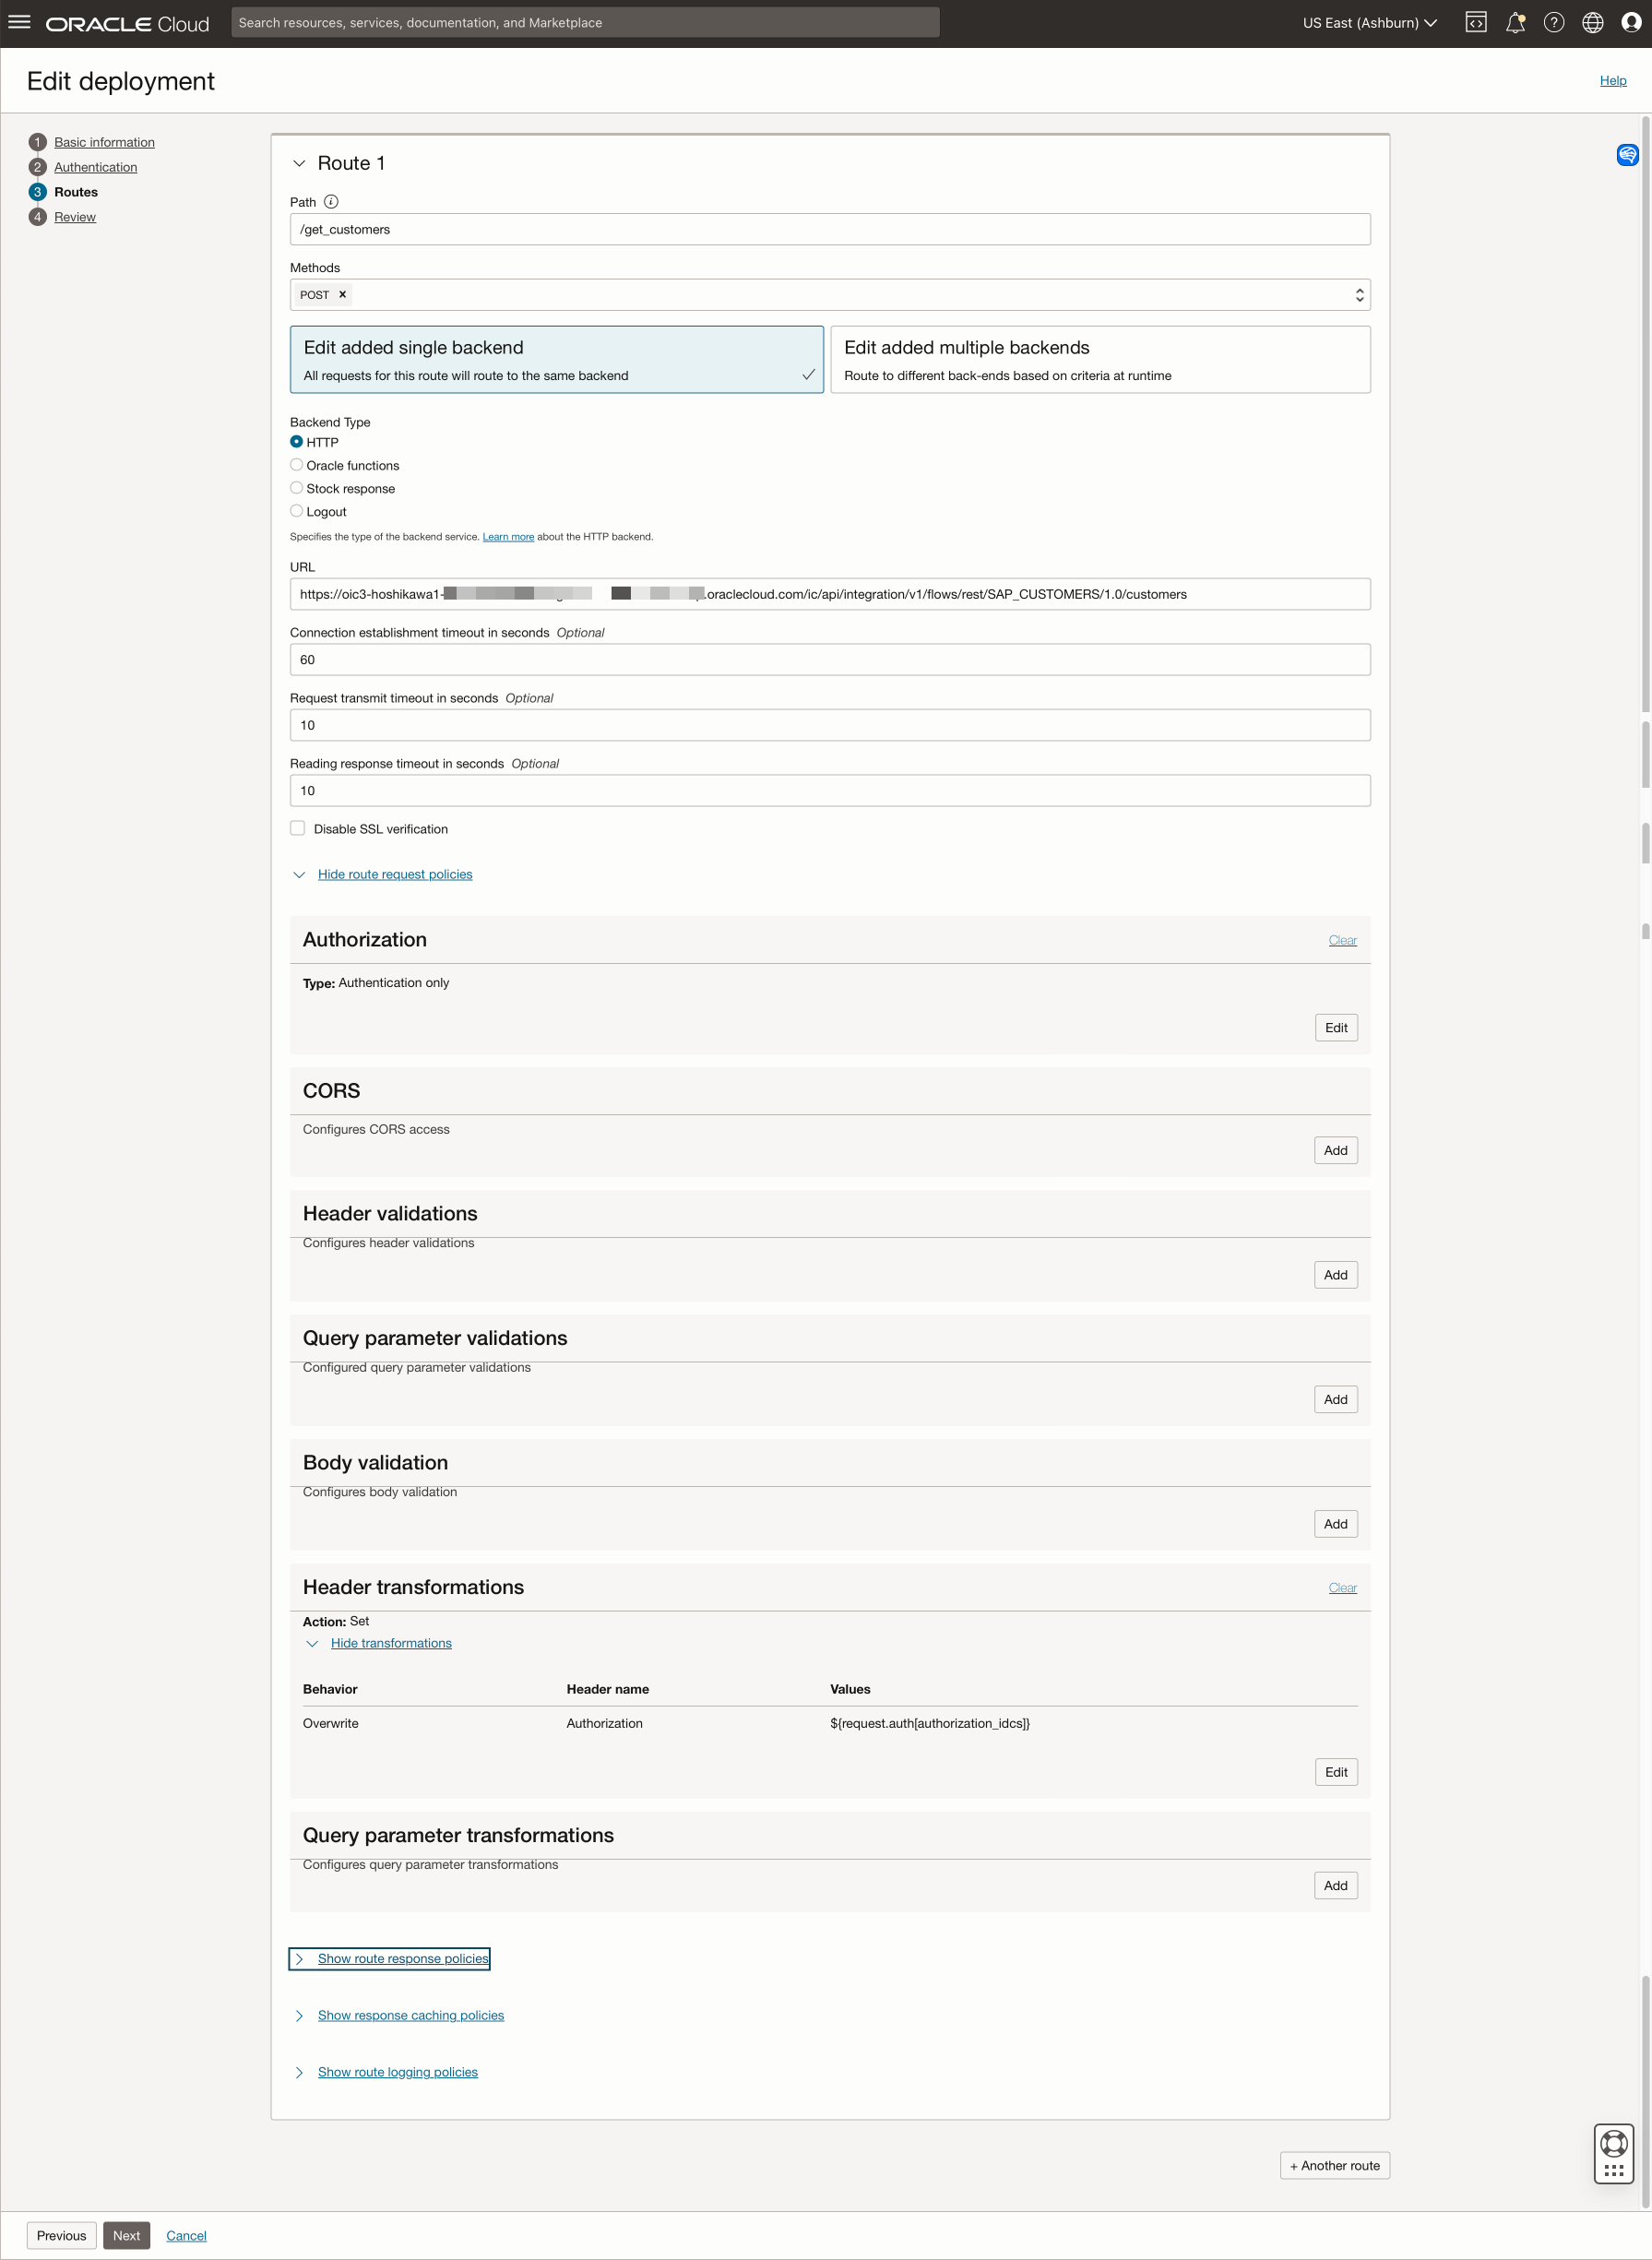 ORACLE Cloud
Search resources, services, documentation, and Marketplace
US East (Ashburn)
Edit deployment
Help
1 Basic information
2 Authentication
3 Routes
4 Review
Route 1
Path
/get_customers
Methods
POST ×
Edit added single backend
All requests for this route will route to the same backend
Edit added multiple backends
Route to different back-ends based on criteria at runtime
Backend Type
HTTP
Oracle functions
Stock response
Logout
Specifies the type of the backend service. Learn more about the HTTP backend.
URL
https://oic3-hoshikawa1- .oraclecloud.com/ic/api/integration/v1/flows/rest/SAP_CUSTOMERS/1.0/customers
Connection establishment timeout in seconds Optional
60
Request transmit timeout in seconds Optional
10
Reading response timeout in seconds Optional
10
Disable SSL verification
Hide route request policies
Authorization
Clear
Type: Authentication only
Edit
CORS
Configures CORS access
Add
Header validations
Configures header validations
Add
Query parameter validations
Configured query parameter validations
Add
Body validation
Configures body validation
Add
Header transformations
Clear
Action: Set
Hide transformations
Behavior Header name Values
Overwrite Authorization ${request.auth[authorization_idcs]}
Edit
Query parameter transformations
Configures query parameter transformations
Add
Show route response policies
Show response caching policies
Show route logging policies
+ Another route
Previous Next Cancel